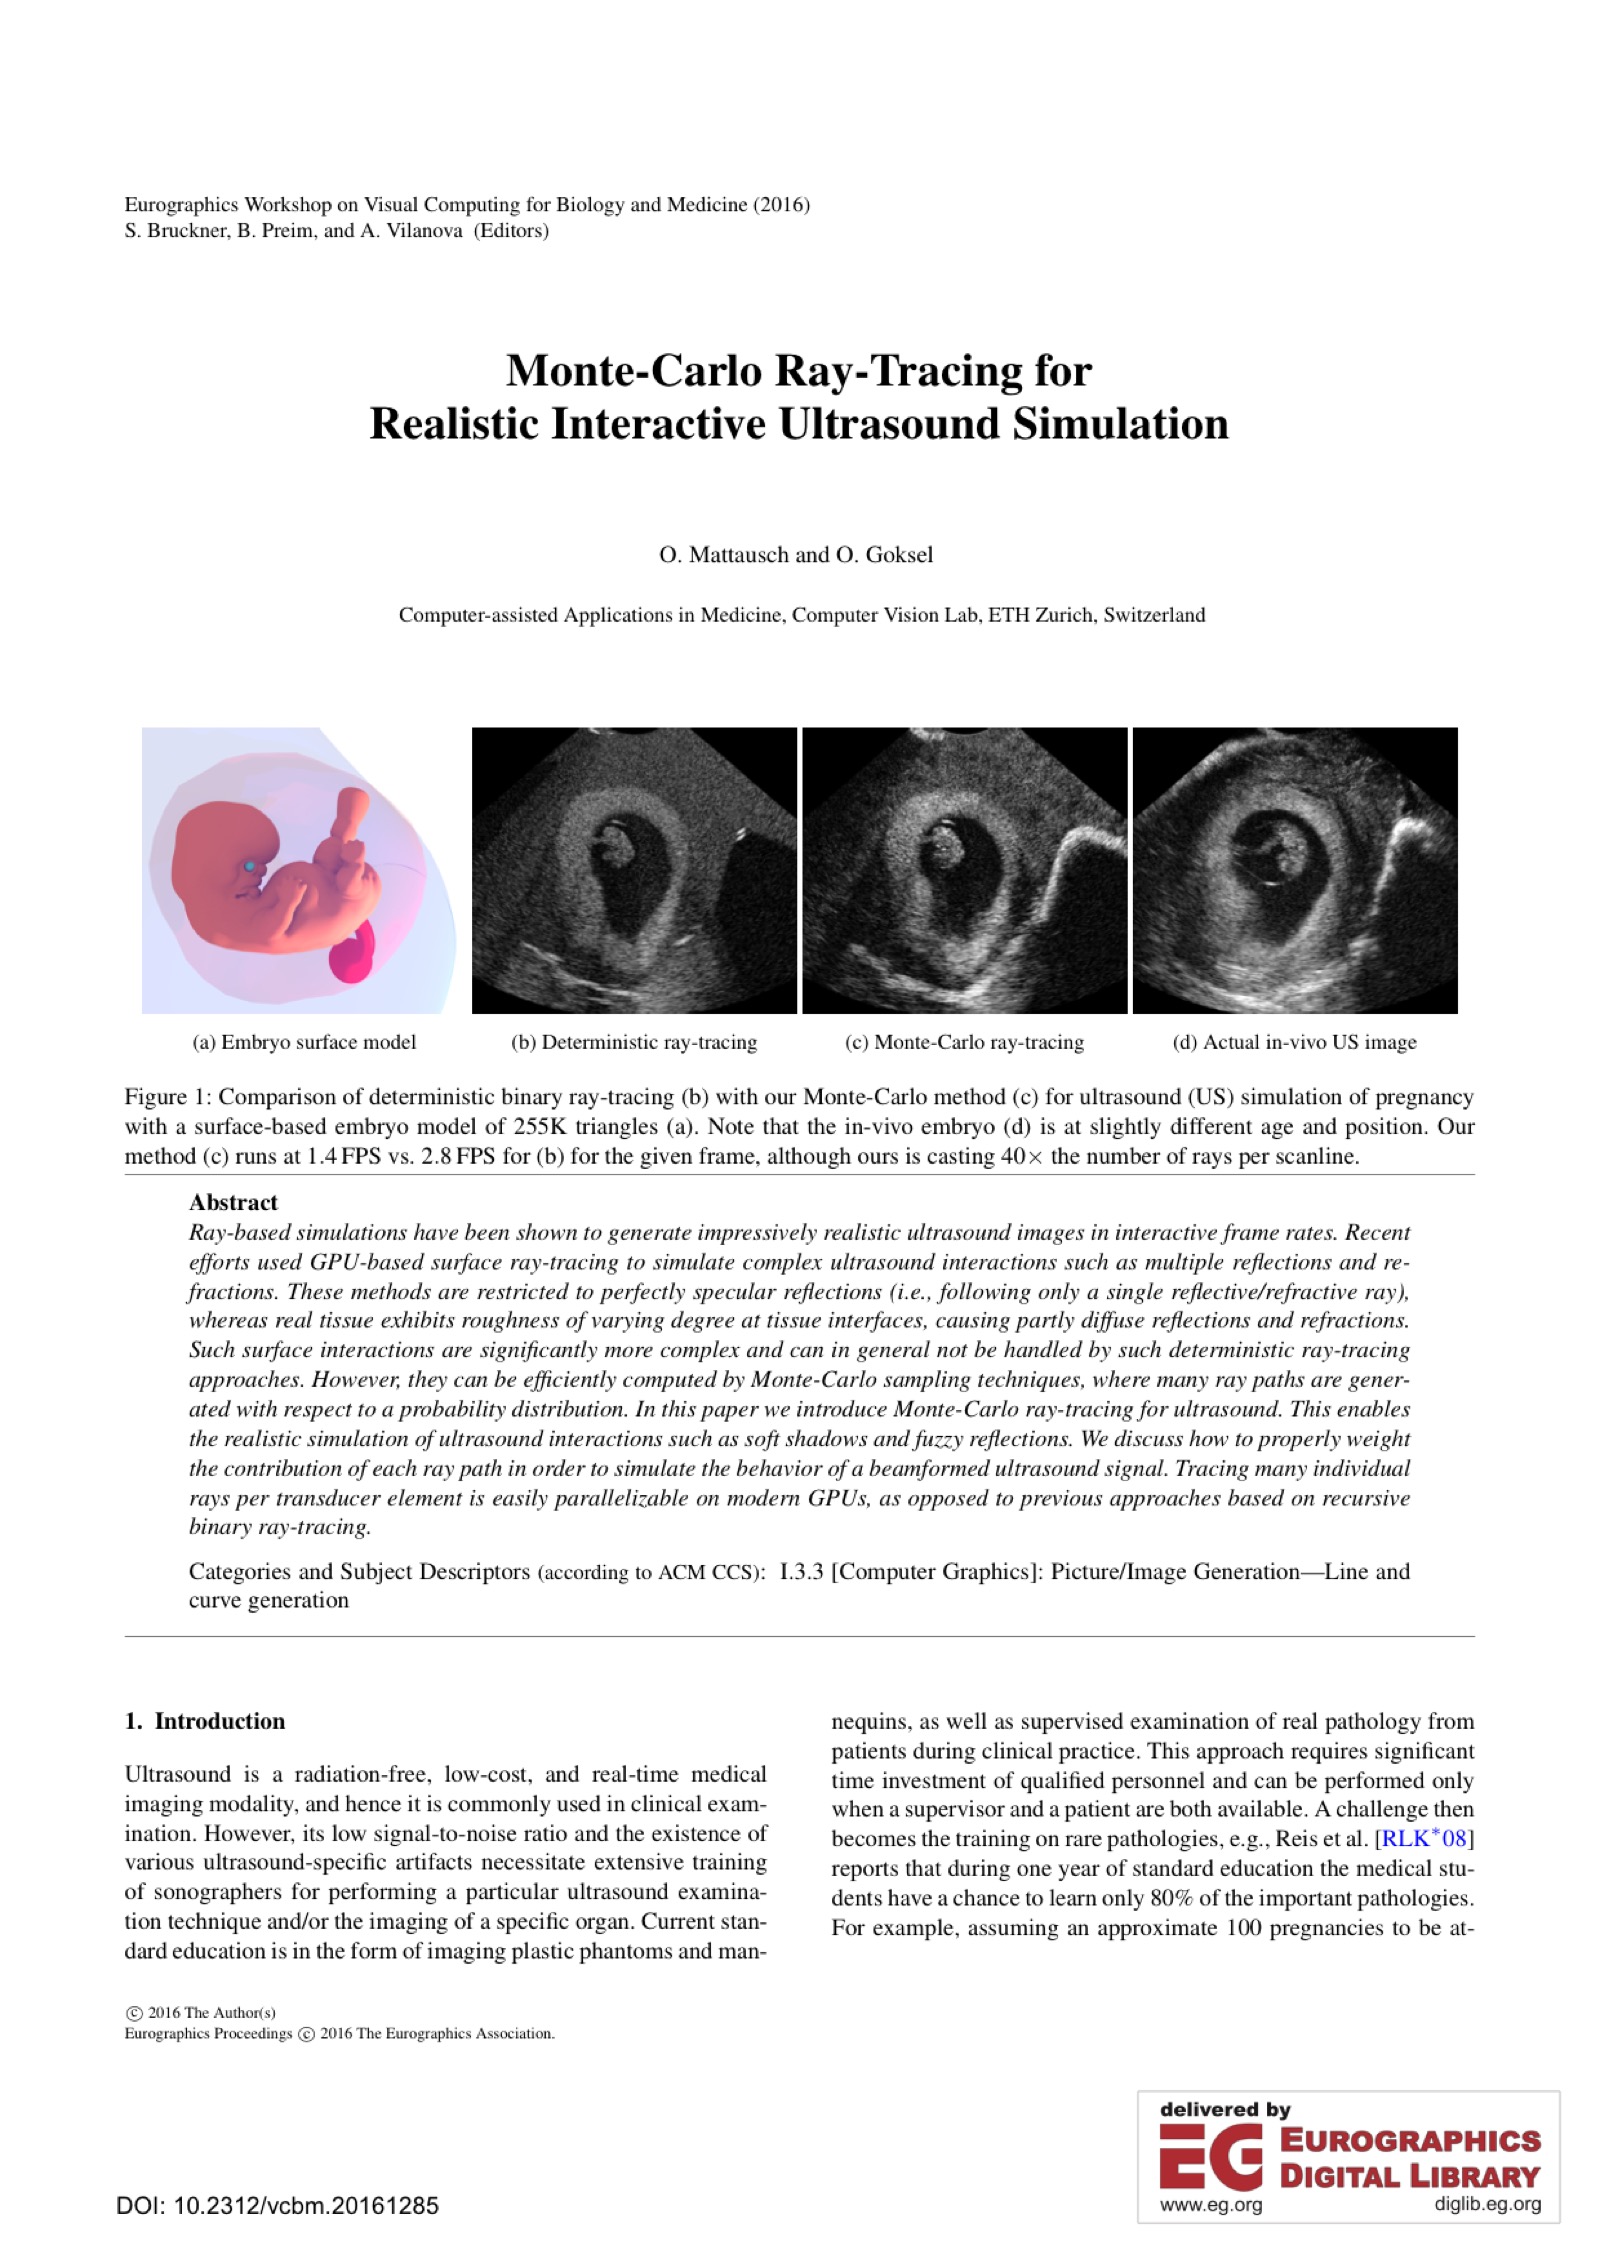 Eurographics Workshop on Visual Computing for Biology and Medicine (2016)
S. Bruckner, B. Preim, and A. Vilanova (Editors)
Monte-Carlo Ray-Tracing for
Realistic Interactive Ultrasound Simulation
O. Mattausch and O. Goksel
Computer-assisted Applications in Medicine, Computer Vision Lab, ETH Zurich, Switzerland
(a) Embryo surface model
(b) Deterministic ray-tracing
(c) Monte-Carlo ray-tracing
(d) Actual in-vivo US image
Figure 1: Comparison of deterministic binary ray-tracing (b) with our Monte-Carlo method (c) for ultrasound (US) simulation of pregnancy
with a surface-based embryo model of 255K triangles (a). Note that the in-vivo embryo (d) is at slightly different age and position. Our
method (c) runs at 1.4 FPS vs. 2.8 FPS for (b) for the given frame, although ours is casting 40× the number of rays per scanline.
Abstract
Ray-based simulations have been shown to generate impressively realistic ultrasound images in interactive frame rates. Recent
efforts used GPU-based surface ray-tracing to simulate complex ultrasound interactions such as multiple reflections and re-
fractions. These methods are restricted to perfectly specular reflections (i.e., following only a single reflective/refractive ray),
whereas real tissue exhibits roughness of varying degree at tissue interfaces, causing partly diffuse reflections and refractions.
Such surface interactions are significantly more complex and can in general not be handled by such deterministic ray-tracing
approaches. However, they can be efficiently computed by Monte-Carlo sampling techniques, where many ray paths are gener-
ated with respect to a probability distribution. In this paper we introduce Monte-Carlo ray-tracing for ultrasound. This enables
the realistic simulation of ultrasound interactions such as soft shadows and fuzzy reflections. We discuss how to properly weight
the contribution of each ray path in order to simulate the behavior of a beamformed ultrasound signal. Tracing many individual
rays per transducer element is easily parallelizable on modern GPUs, as opposed to previous approaches based on recursive
binary ray-tracing.
Categories and Subject Descriptors (according to ACM CCS): I.3.3 [Computer Graphics]: Picture/Image Generation—Line and
curve generation
1. Introduction
Ultrasound is a radiation-free, low-cost, and real-time medical
imaging modality, and hence it is commonly used in clinical exam-
ination. However, its low signal-to-noise ratio and the existence of
various ultrasound-specific artifacts necessitate extensive training
of sonographers for performing a particular ultrasound examina-
tion technique and/or the imaging of a specific organ. Current stan-
dard education is in the form of imaging plastic phantoms and man-
nequins, as well as supervised examination of real pathology from
patients during clinical practice. This approach requires significant
time investment of qualified personnel and can be performed only
when a supervisor and a patient are both available. A challenge then
becomes the training on rare pathologies, e.g., Reis et al. [RLK*08]
reports that during one year of standard education the medical stu-
dents have a chance to learn only 80% of the important pathologies.
For example, assuming an approximate 100 pregnancies to be at-
© 2016 The Author(s)
Eurographics Proceedings © 2016 The Eurographics Association.
delivered by
EG EUROGRAPHICS
DIGITAL LIBRARY
www.eg.org diglib.eg.org
DOI: 10.2312/vcbm.20161285